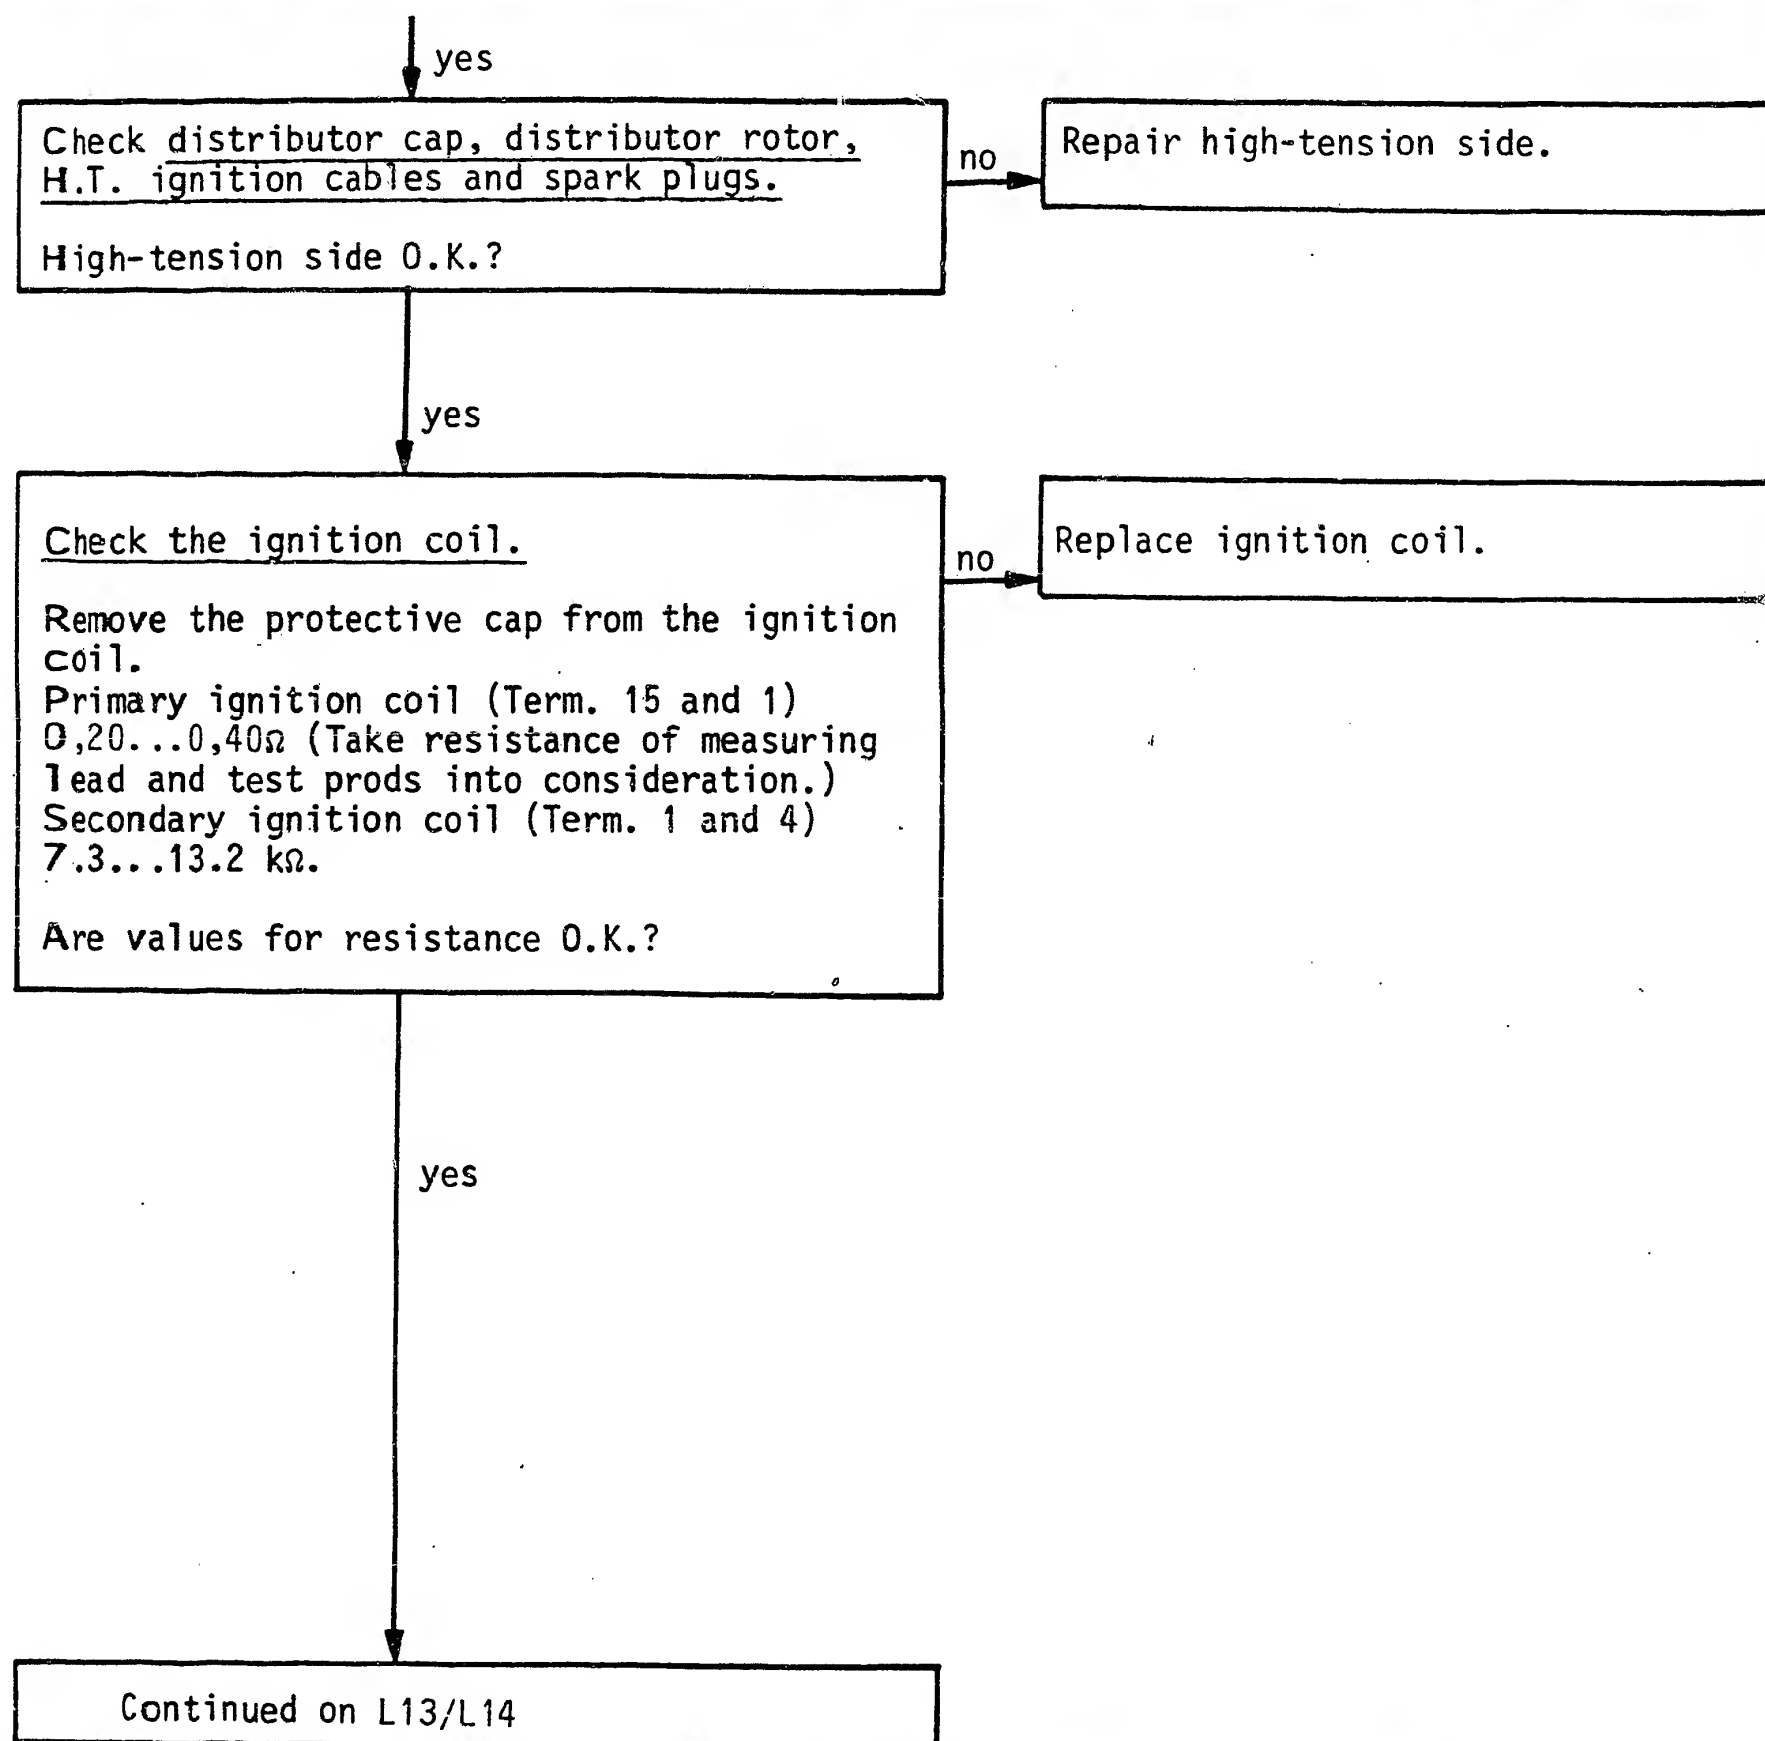 yes
Check distributor cap, distributor rotor,
H.T. ignition cables and spark plugs.
High-tension side O.K.?
no
Repair high-tension side.
yes
Check the ignition coil.
Remove the protective cap from the ignition
coil.
Primary ignition coil (Term. 15 and 1)
0,20...0,40Ω (Take resistance of measuring
lead and test prods into consideration.)
Secondary ignition coil (Term. 1 and 4)
7.3...13.2 kΩ.
Are values for resistance O.K.?
no
Replace ignition coil.
yes
Continued on L13/L14